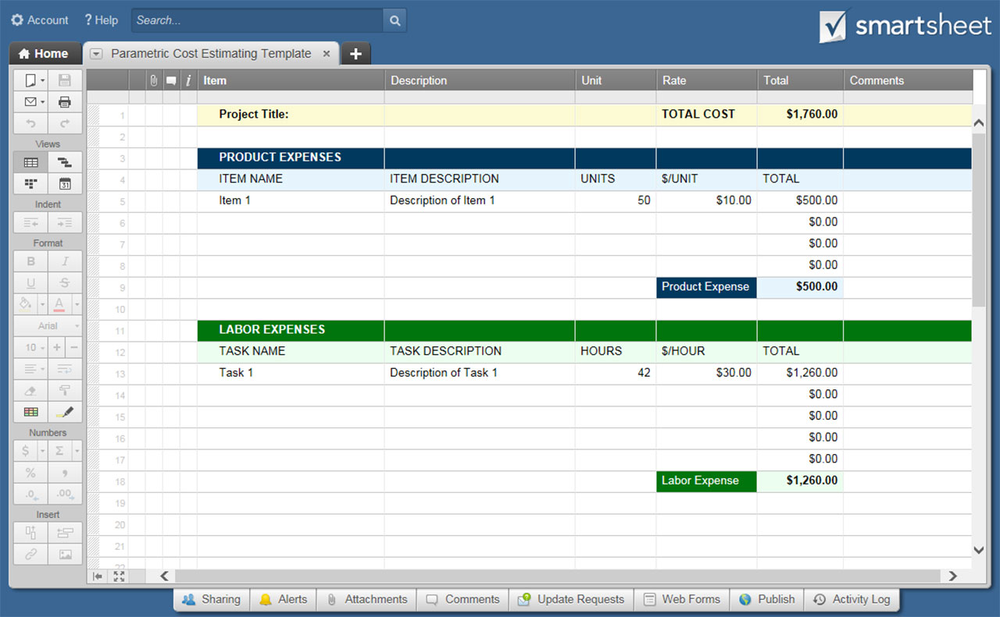 Account ? Help Search... smartsheet
Home Parametric Cost Estimating Template × +
i Item Description Unit Rate Total Comments
1 Project Title: TOTAL COST $1,760.00
2
Views
3 PRODUCT EXPENSES
4 ITEM NAME ITEM DESCRIPTION UNITS $/UNIT TOTAL
31
5 Item 1 Description of Item 1 50 $10.00 $500.00
Indent
6 $0.00
Format
7 $0.00
B I
8 $0.00
U S
9 Product Expense $500.00
A
10
Arial
11 LABOR EXPENSES
10 + −
12 TASK NAME TASK DESCRIPTION HOURS $/HOUR TOTAL
13 Task 1 Description of Task 1 42 $30.00 $1,260.00
14 $0.00
15 $0.00
Numbers
16 $0.00
$ Σ
17 $0.00
% ,
18 Labor Expense $1,260.00
.0 .00
19
Insert
20
21
22
Sharing Alerts Attachments Comments Update Requests Web Forms Publish Activity Log